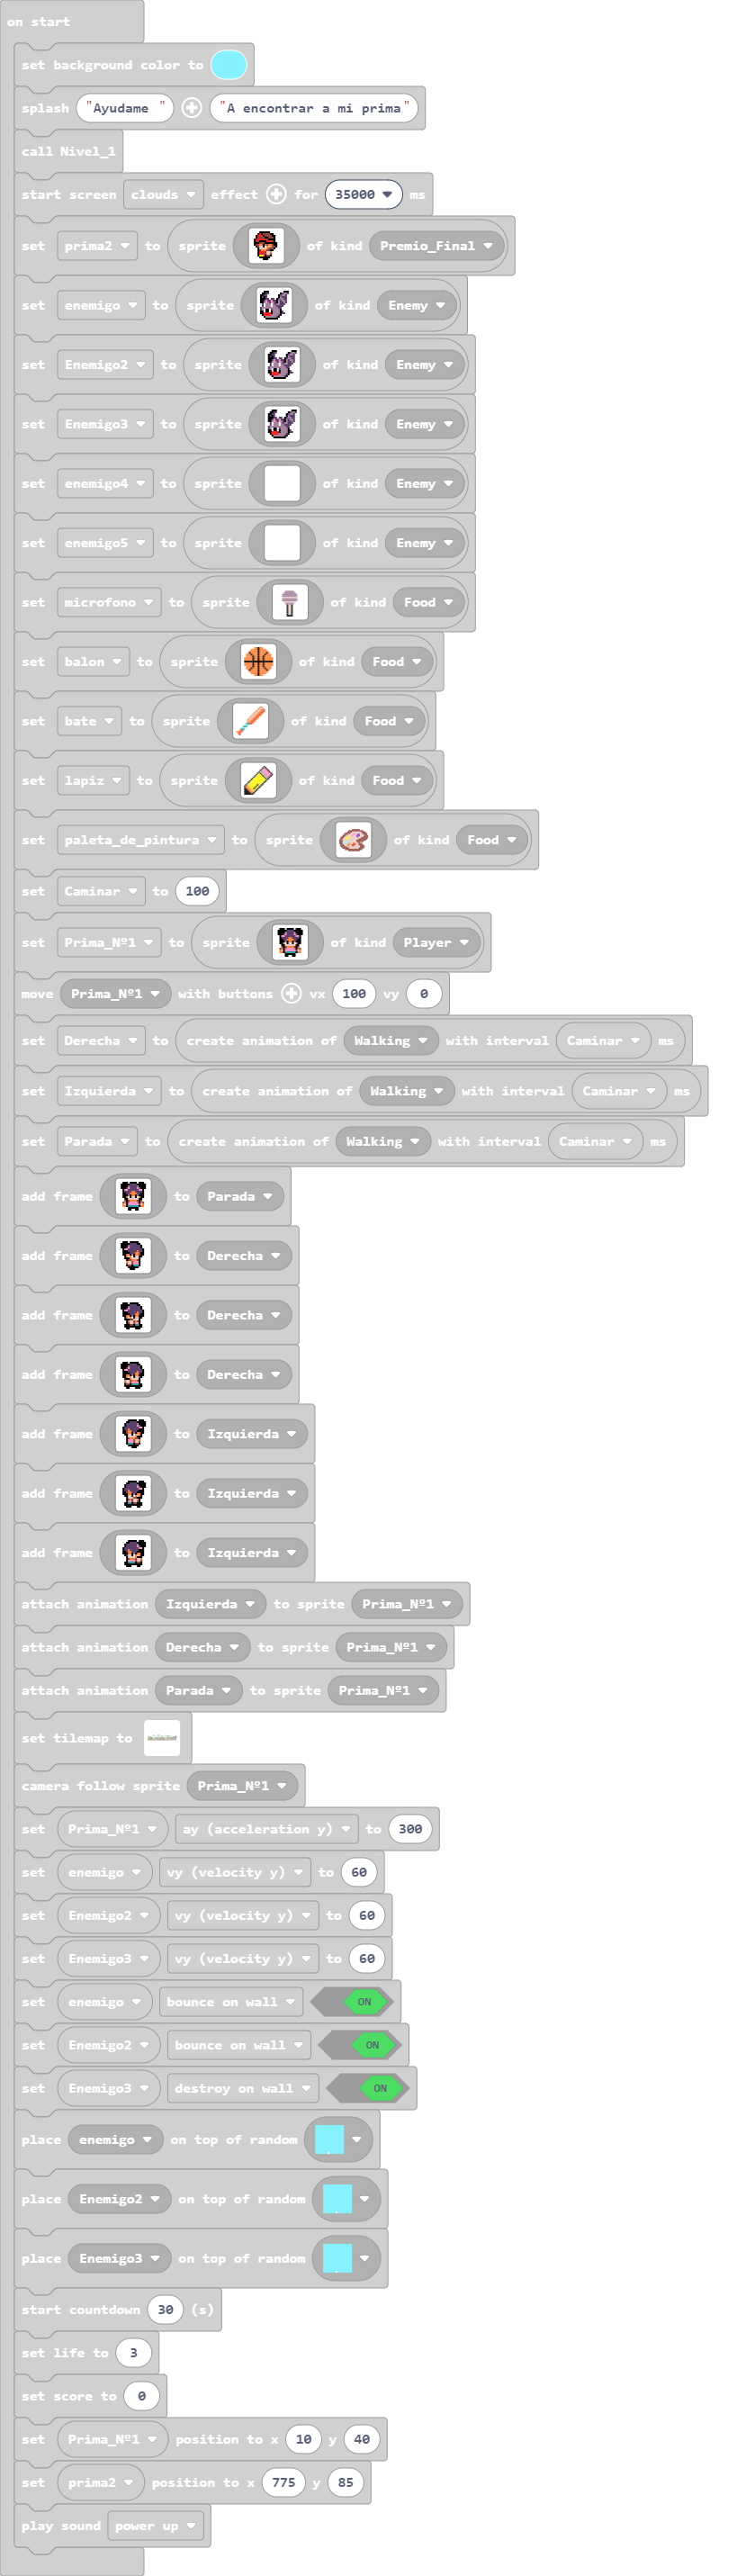 on start
set background color to
splash "Ayudame " "A encontrar a mi prima"
call Nivel_1
start screen clouds effect for 35000 ms
set prima2 to sprite of kind Premio_Final
set enemigo to sprite of kind Enemy
set Enemigo2 to sprite of kind Enemy
set Enemigo3 to sprite of kind Enemy
set enemigo4 to sprite of kind Enemy
set enemigo5 to sprite of kind Enemy
set microfono to sprite of kind Food
set balon to sprite of kind Food
set bate to sprite of kind Food
set lapiz to sprite of kind Food
set paleta_de_pintura to sprite of kind Food
set Caminar to 100
set Prima_Nº1 to sprite of kind Player
move Prima_Nº1 with buttons vx 100 vy 0
set Derecha to create animation of Walking with interval Caminar ms
set Izquierda to create animation of Walking with interval Caminar ms
set Parada to create animation of Walking with interval Caminar ms
add frame to Parada
add frame to Derecha
add frame to Derecha
add frame to Derecha
add frame to Izquierda
add frame to Izquierda
add frame to Izquierda
attach animation Izquierda to sprite Prima_Nº1
attach animation Derecha to sprite Prima_Nº1
attach animation Parada to sprite Prima_Nº1
set tilemap to
camera follow sprite Prima_Nº1
set Prima_Nº1 ay (acceleration y) to 300
set enemigo vy (velocity y) to 60
set Enemigo2 vy (velocity y) to 60
set Enemigo3 vy (velocity y) to 60
set enemigo bounce on wall ON
set Enemigo2 bounce on wall ON
set Enemigo3 destroy on wall ON
place enemigo on top of random
place Enemigo2 on top of random
place Enemigo3 on top of random
start countdown 30 (s)
set life to 3
set score to 0
set Prima_Nº1 position to x 10 y 40
set prima2 position to x 775 y 85
play sound power up